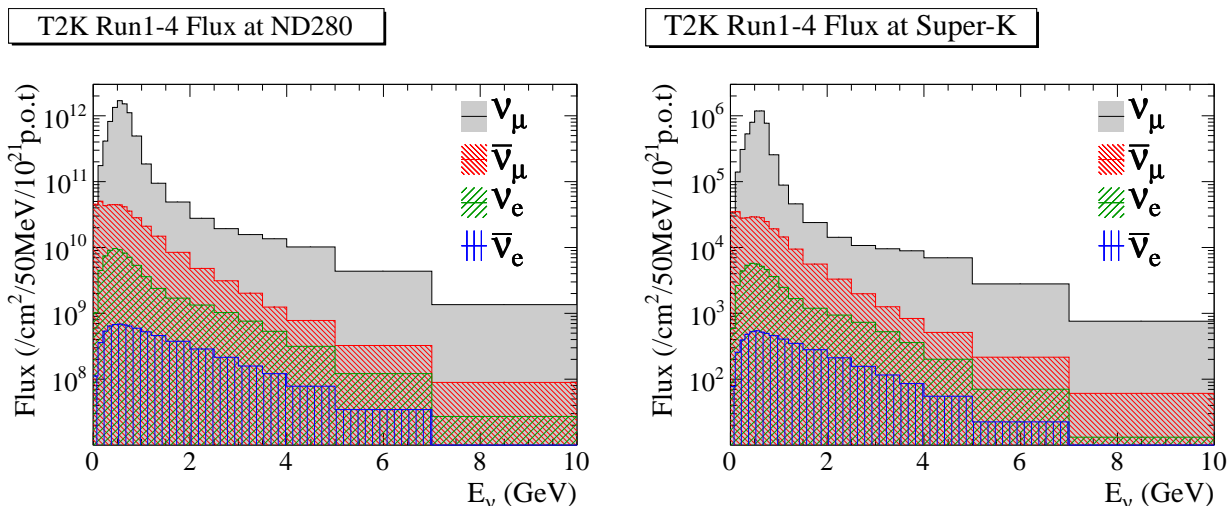 T2K Run1-4 Flux at ND280
Flux (/cm²/50MeV/10²¹p.o.t)
10¹²
10¹¹
10¹⁰
10⁹
10⁸
ν_μ
ν̅_μ
ν_e
ν̅_e
0 2 4 6 8 10
E_ν (GeV)
T2K Run1-4 Flux at Super-K
Flux (/cm²/50MeV/10²¹p.o.t)
10⁶
10⁵
10⁴
10³
10²
ν_μ
ν̅_μ
ν_e
ν̅_e
0 2 4 6 8 10
E_ν (GeV)